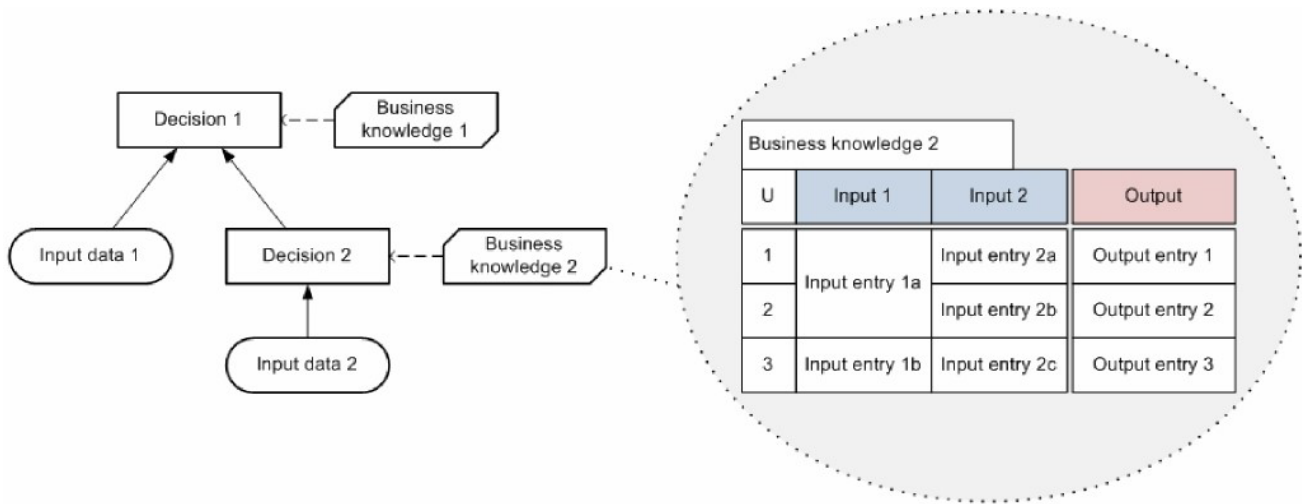 Decision 1
Business
knowledge 1
Input data 1
Decision 2
Business
knowledge 2
Input data 2
Business knowledge 2
U Input 1 Input 2 Output
1 Input entry 1a Input entry 2a Output entry 1
2 Input entry 2b Output entry 2
3 Input entry 1b Input entry 2c Output entry 3